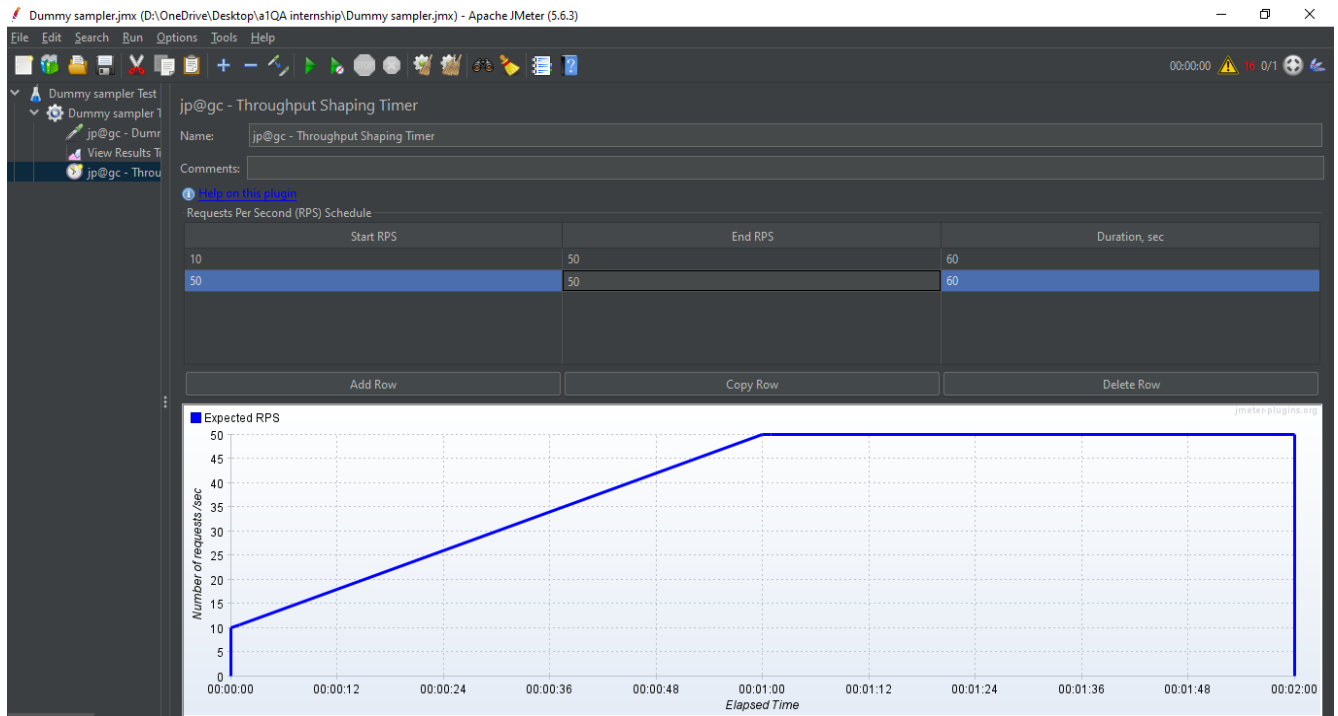 Dummy sampler.jmx (D:\OneDrive\Desktop\a1QA internship\Dummy sampler.jmx) - Apache JMeter (5.6.3)
File Edit Search Run Options Tools Help
00:00:00 16 0/1
Dummy sampler Test
Dummy sampler T
jp@gc - Dumr
View Results Ti
jp@gc - Throu
jp@gc - Throughput Shaping Timer
Name: jp@gc - Throughput Shaping Timer
Comments:
Help on this plugin
Requests Per Second (RPS) Schedule
Start RPS End RPS Duration, sec
10 50 60
50 50 60
Add Row Copy Row Delete Row
jmeter-plugins.org
Expected RPS
50
45
40
35
30
25
20
15
10
5
0
Number of requests /sec
00:00:00 00:00:12 00:00:24 00:00:36 00:00:48 00:01:00 00:01:12 00:01:24 00:01:36 00:01:48 00:02:00
Elapsed Time